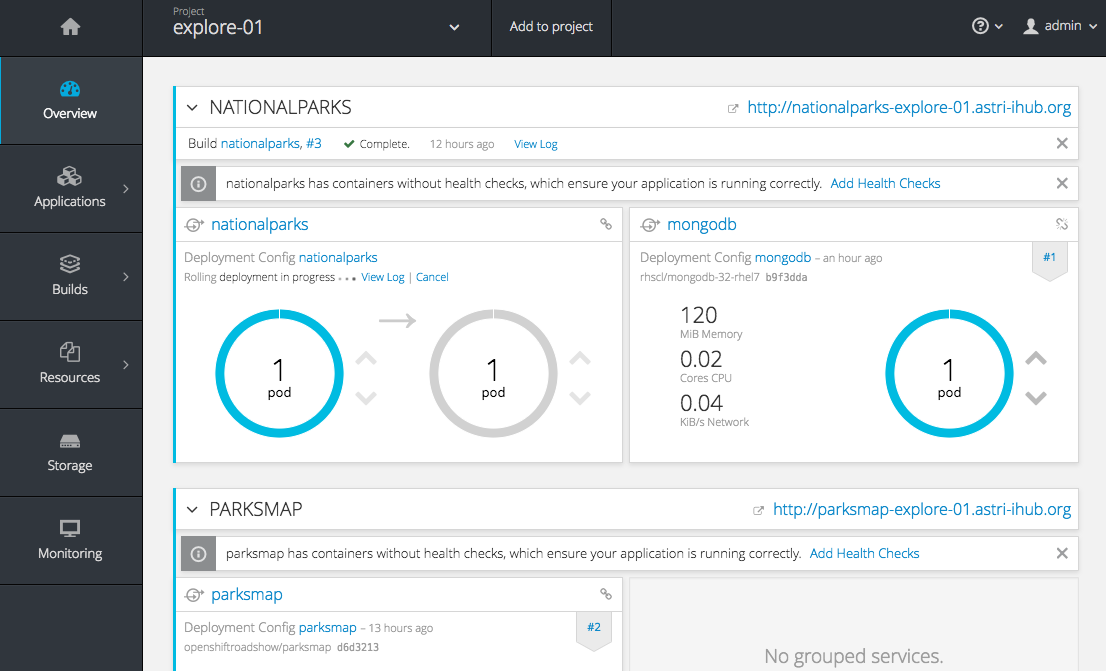 Project
explore-01
Add to project
admin
Overview
Applications
Builds
Resources
Storage
Monitoring
NATIONALPARKS
http://nationalparks-explore-01.astri-ihub.org
Build nationalparks, #3 Complete. 12 hours ago View Log
nationalparks has containers without health checks, which ensure your application is running correctly. Add Health Checks
nationalparks
Deployment Config nationalparks
Rolling deployment in progress View Log | Cancel
1
pod
1
pod
mongodb
Deployment Config mongodb – an hour ago
#1
rhscl/mongodb-32-rhel7 b9f3dda
120
MiB Memory
0.02
Cores CPU
0.04
KiB/s Network
1
pod
PARKSMAP
http://parksmap-explore-01.astri-ihub.org
parksmap has containers without health checks, which ensure your application is running correctly. Add Health Checks
parksmap
Deployment Config parksmap – 13 hours ago
#2
openshiftroadshow/parksmap d6d3213
No grouped services.